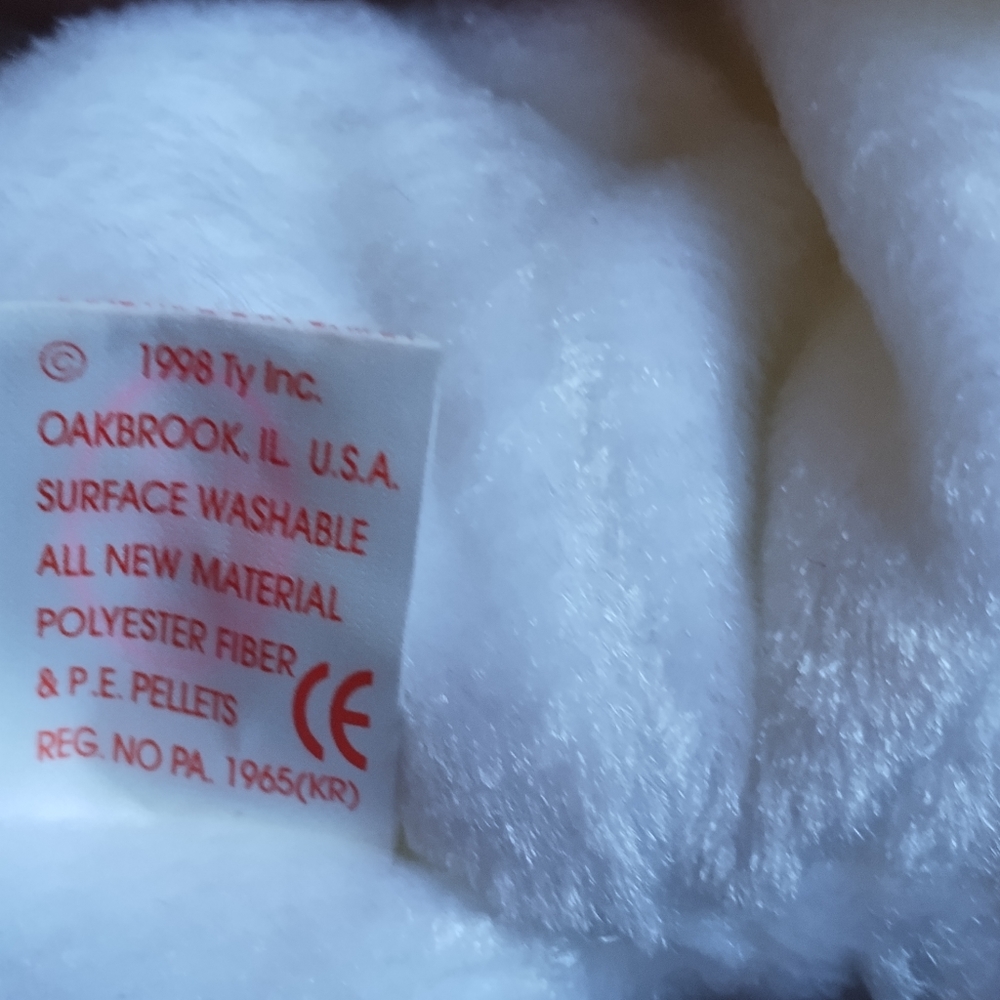 © 1998 Ty Inc.
OAKBROOK, IL U.S.A.
SURFACE WASHABLE
ALL NEW MATERIAL
POLYESTER FIBER
& P.E. PELLETS CE
REG. NO PA. 1965(KR)